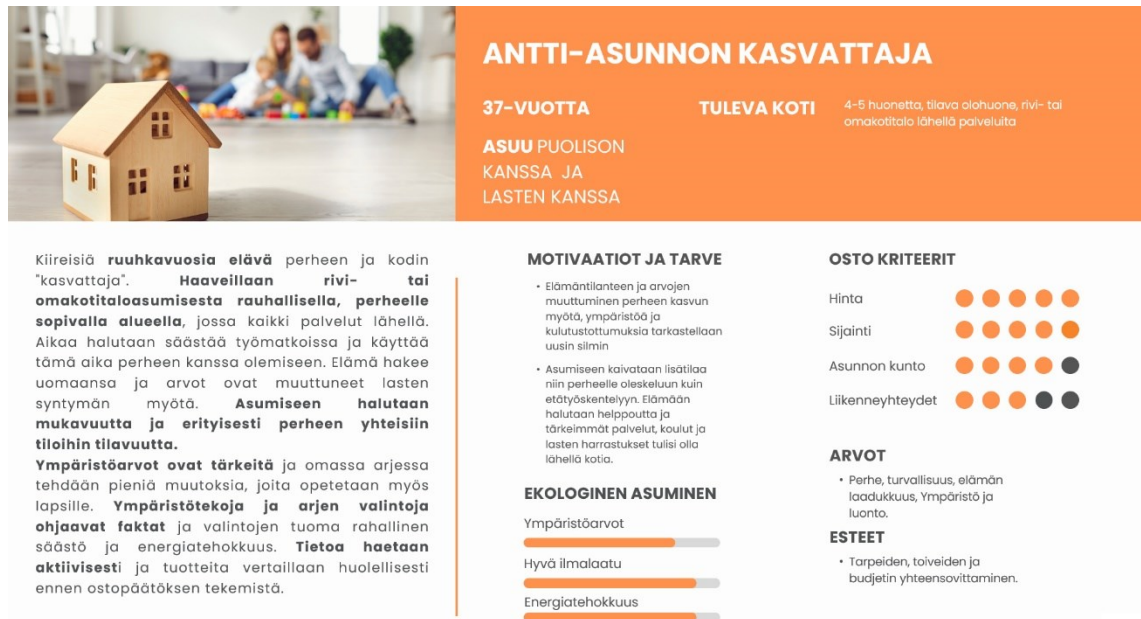 ANTTI-ASUNNON KASVATTAJA
37-VUOTTA
ASUU PUOLISON
KANSSA JA
LASTEN KANSSA
TULEVA KOTI
4-5 huonetta, tilava olohuone, rivi- tai
omakotitalo lähellä palveluita
Kiireisiä ruuhkavuosia elävä perheen ja kodin
"kasvattaja". Haaveillaan rivi- tai
omakotitaloasumisesta rauhallisella, perheelle
sopivalla alueella, jossa kaikki palvelut lähellä.
Aikaa halutaan säästää työmatkoissa ja käyttää
tämä aika perheen kanssa olemiseen. Elämä hakee
uomaansa ja arvot ovat muuttuneet lasten
syntymän myötä. Asumiseen halutaan
mukavuutta ja erityisesti perheen yhteisiin
tiloihin tilavuutta.
Ympäristöarvot ovat tärkeitä ja omassa arjessa
tehdään pieniä muutoksia, joita opetetaan myös
lapsille. Ympäristötekoja ja arjen valintoja
ohjaavat faktat ja valintojen tuoma rahallinen
säästö ja energiatehokkuus. Tietoa haetaan
aktiivisesti ja tuotteita vertaillaan huolellisesti
ennen ostopäätöksen tekemistä.
MOTIVAATIOT JA TARVE
• Elämäntilanteen ja arvojen
muuttuminen perheen kasvun
myötä, ympäristöä ja
kulutustottumuksia tarkastellaan
uusin silmin
• Asumiseen kaivataan lisätilaa
niin perheelle oleskeluun kuin
etätyöskentelyyn. Elämään
halutaan helppoutta ja
tärkeimmät palvelut, koulut ja
lasten harrastukset tulisi olla
lähellä kotia.
EKOLOGINEN ASUMINEN
Ympäristöarvot
Hyvä ilmalaatu
Energiatehokkuus
OSTO KRITEERIT
Hinta
Sijainti
Asunnon kunto
Liikenneyhteydet
ARVOT
• Perhe, turvallisuus, elämän
laadukkuus, Ympäristö ja
luonto.
ESTEET
• Tarpeiden, toiveiden ja
budjetin yhteensovittaminen.